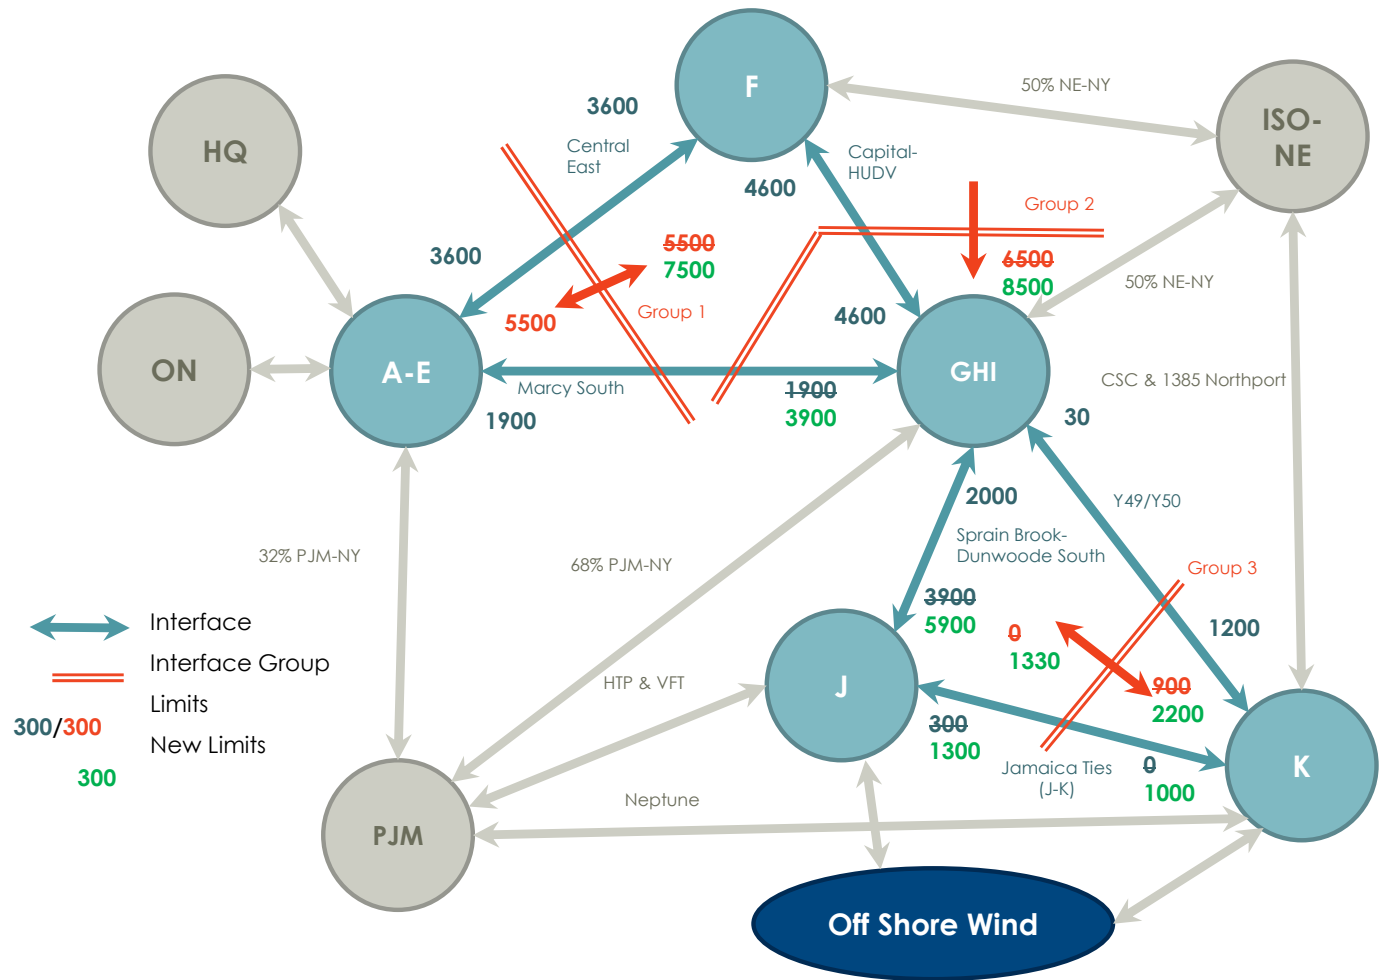 F
50% NE-NY
ISO-
NE
HQ
3600
Central
East
Capital-
HUDV
4600
Group 2
3600
5500
7500
6500
8500
50% NE-NY
5500
Group 1
4600
ON
A-E
GHI
Marcy South
1900
1900
3900
CSC & 1385 Northport
30
2000
Y49/Y50
Sprain Brook-
Dunwoode South
32% PJM-NY
68% PJM-NY
Group 3
3900
5900
0
1330
1200
Interface
Interface Group
Limits
300/300
New Limits
300
HTP & VFT
J
900
2200
300
1300
Jamaica Ties
(J-K)
0
1000
K
Neptune
PJM
Off Shore Wind